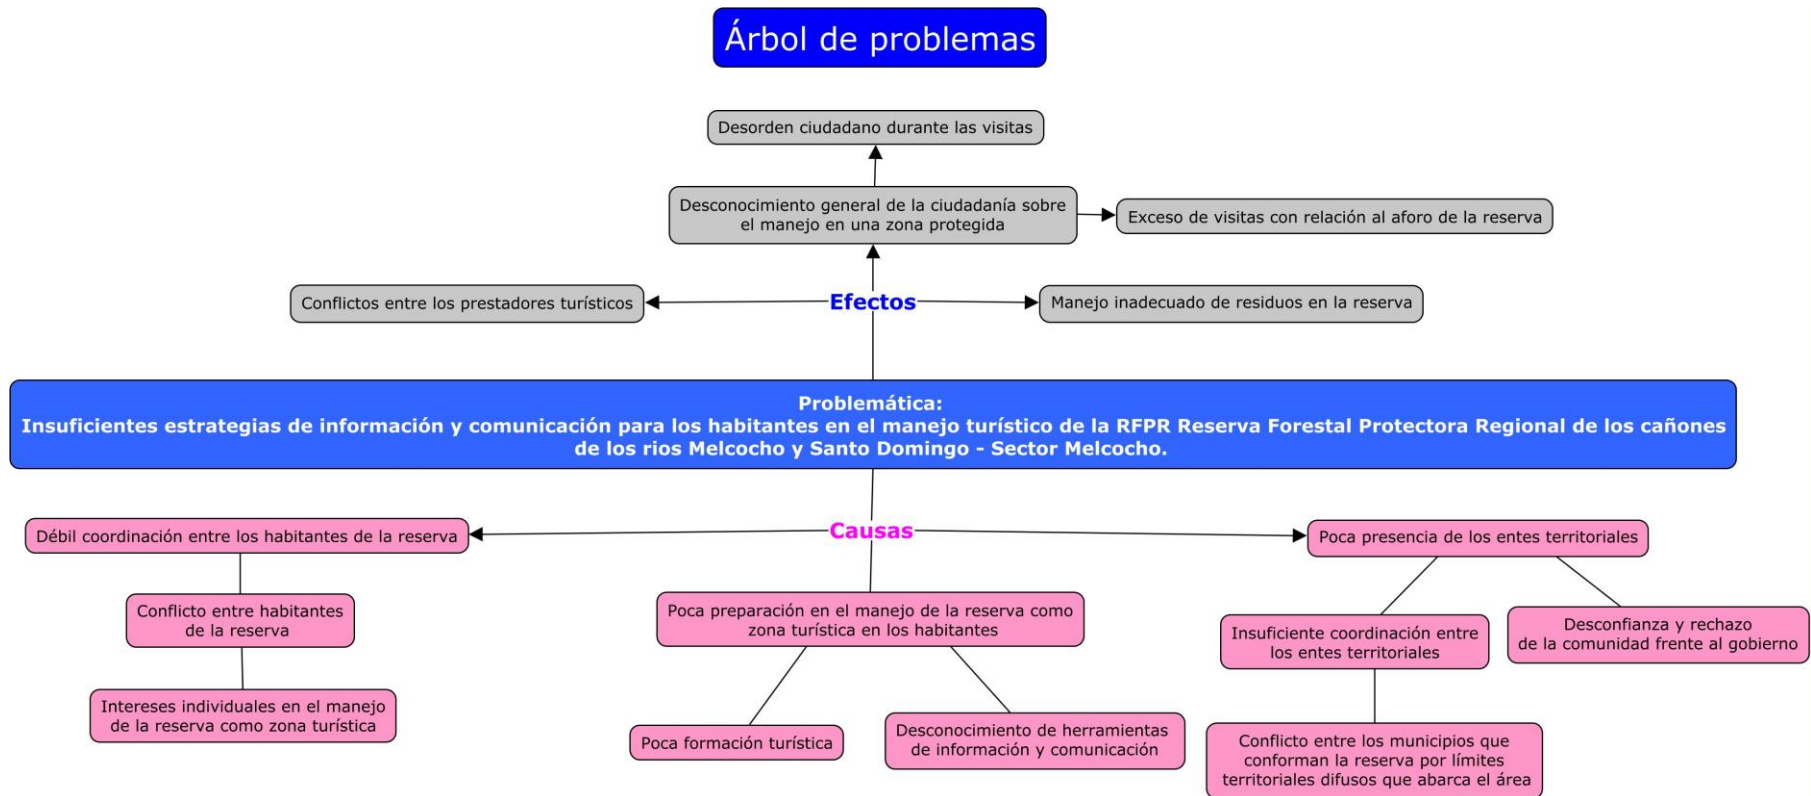 Árbol de problemas
Desorden ciudadano durante las visitas
Desconocimiento general de la ciudadanía sobre
el manejo en una zona protegida
Exceso de visitas con relación al aforo de la reserva
Conflictos entre los prestadores turísticos
Efectos
Manejo inadecuado de residuos en la reserva
Problemática:
Insuficientes estrategias de información y comunicación para los habitantes en el manejo turístico de la RFPR Reserva Forestal Protectora Regional de los cañones
de los rios Melcocho y Santo Domingo - Sector Melcocho.
Débil coordinación entre los habitantes de la reserva
Causas
Poca presencia de los entes territoriales
Conflicto entre habitantes
de la reserva
Poca preparación en el manejo de la reserva como
zona turística en los habitantes
Insuficiente coordinación entre
los entes territoriales
Desconfianza y rechazo
de la comunidad frente al gobierno
Intereses individuales en el manejo
de la reserva como zona turística
Poca formación turística
Desconocimiento de herramientas
de información y comunicación
Conflicto entre los municipios que
conforman la reserva por límites
territoriales difusos que abarca el área